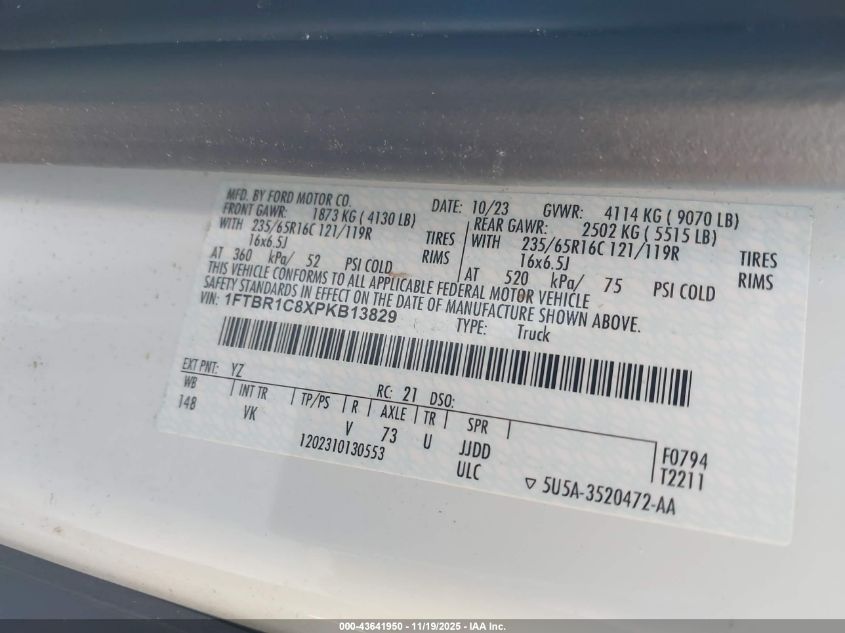 MFD. BY FORD MOTOR CO.
DATE: 10/23 GVWR: 4114 KG ( 9070 LB)
FRONT GAWR: 1873 KG ( 4130 LB)
WITH 235/65R16C 121/119R TIRES
16x6.5J RIMS
AT 360 kPa/ 52 PSI COLD
REAR GAWR: 2502 KG ( 5515 LB)
WITH 235/65R16C 121/119R TIRES
16x6.5J RIMS
AT 520 kPa/ 75 PSI COLD
THIS VEHICLE CONFORMS TO ALL APPLICABLE FEDERAL MOTOR VEHICLE
SAFETY STANDARDS IN EFFECT ON THE DATE OF MANUFACTURE SHOWN ABOVE.
VIN: 1FTBR1C8XPKB13829
TYPE: Truck
EXT PNT: YZ RC: 21 DSO:
WB INT TR TP/PS R AXLE TR SPR
148 VK V 73 U JJDD
1202310130553 ULC
F0794
T2211
▽ 5U5A-3520472-AA
000-43641950 - 11/19/2025 - IAA Inc.